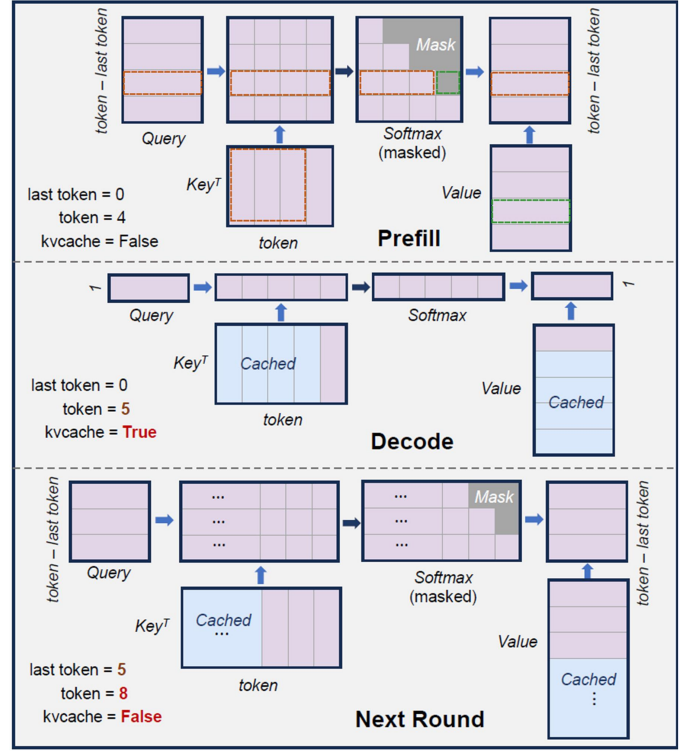 token – last token
Mask
token – last token
Query
Softmax
(masked)
Key^T
Value
last token = 0
token = 4
kvcache = False
token
Prefill
1
1
Query
Softmax
Key^T
Cached
Value
Cached
last token = 0
token = 5
kvcache = True
token
Decode
token – last token
...
...
...
...
...
...
Mask
token – last token
Query
Softmax
(masked)
Key^T
Cached
...
Value
Cached
⋮
last token = 5
token = 8
kvcache = False
token
Next Round